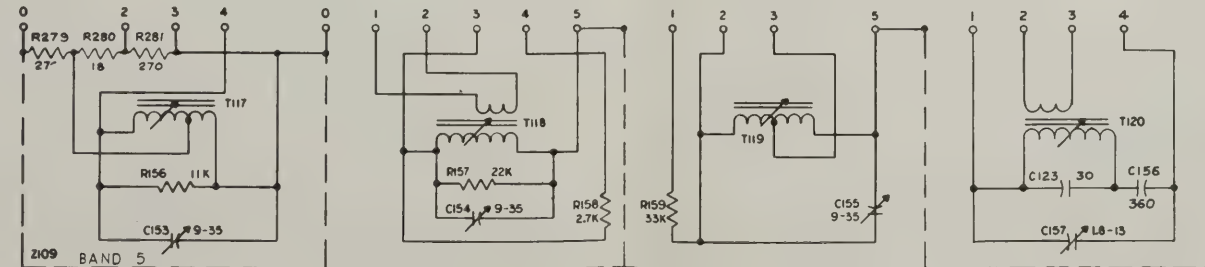 0 2 3 4 0 1 2 3 4 5 1 2 3 5 1 2 3 4
R279 R280 R281
27 18 270
T117
T118
T119
T120
R156 11K
R157 22K
R158
2.7K
R159
33K
C123 30 C156
360
C153 9-35
C154 9-35
C155
9-35
C157 1.8-13
Z109 BAND 5